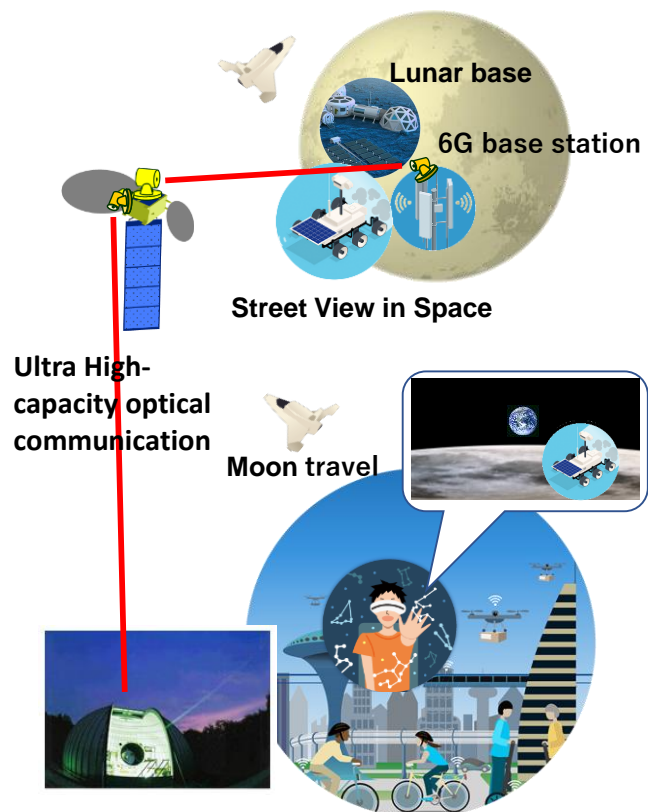 Lunar base
6G base station
Street View in Space
Ultra High-
capacity optical
communication
Moon travel